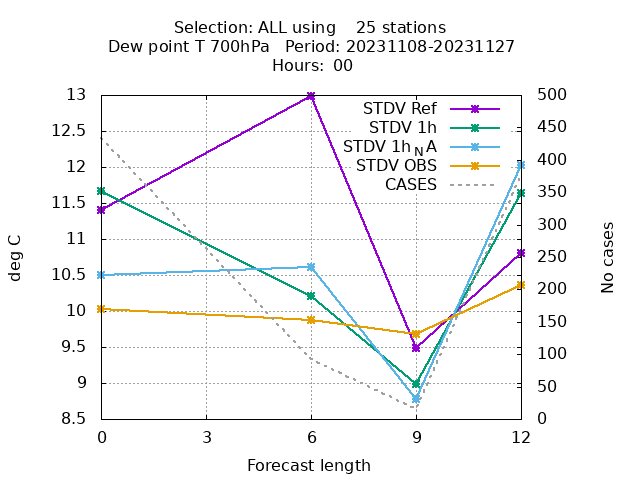 Selection: ALL using    25 stations
Dew point T 700hPa   Period: 20231108-20231127
Hours:  00
13
12.5
12
11.5
11
10.5
10
9.5
9
8.5
deg C
500
450
400
350
300
250
200
150
100
50
0
No cases
STDV Ref
STDV 1h
STDV 1hNA
STDV OBS
CASES
0 3 6 9 12
Forecast length